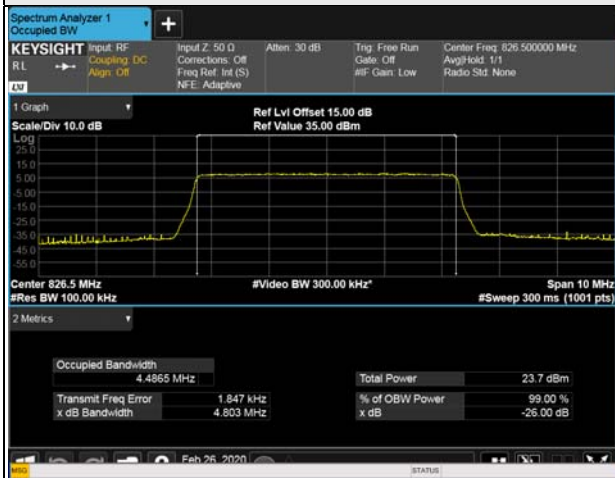 Spectrum Analyzer 1
Occupied BW
KEYSIGHT Input: RF Input Z: 50 Ω Atten: 30 dB Trig: Free Run Center Freq: 826.500000 MHz
RL Coupling: DC Corrections: Off Gate: Off Avg|Hold: 1/1
Align: Off Freq Ref: Int (S) #IF Gain: Low Radio Std: None
LXI NFE: Adaptive
1 Graph Ref Lvl Offset 15.00 dB
Scale/Div 10.0 dB Ref Value 35.00 dBm
Log
25.0
15.0
5.00
-5.00
-15.0
-25.0
-35.0
-45.0
-55.0
Center 826.5 MHz #Video BW 300.00 kHz* Span 10 MHz
#Res BW 100.00 kHz #Sweep 300 ms (1001 pts)
2 Metrics
Occupied Bandwidth
4.4865 MHz Total Power 23.7 dBm
Transmit Freq Error 1.847 kHz % of OBW Power 99.00 %
x dB Bandwidth 4.803 MHz x dB -26.00 dB
Feb 26, 2020
MSG STATUS